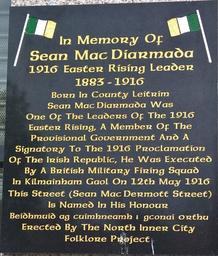 In Memory Of
Sean Mac Diarmada
1916 Easter Rising Leader
1883 - 1916
Born In County Leitrim
Sean Mac Diarmada Was
One Of The Leaders Of The 1916
Easter Rising, A Member Of The
Provisional Government And A
Signatory To The 1916 Proclamation
Of The Irish Republic, He Was Executed
By A British Military Firing Squad
In Kilmainham Gaol On 12th May 1916
This Street (Sean Mac Dermott Street)
Is Named In His Honour
Beidhmuid ag cuimhneamh i gconai orthu
Erected By The North Inner City
Folklore Project